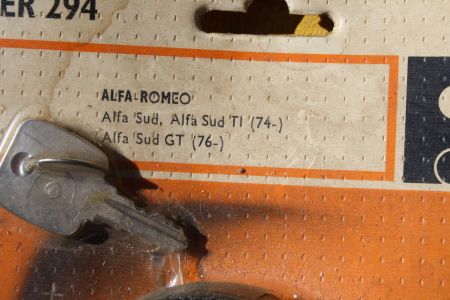 ER 294
ALFA-ROMEO
Alfa Sud, Alfa Sud TI (74-)
Alfa Sud GT (76-)